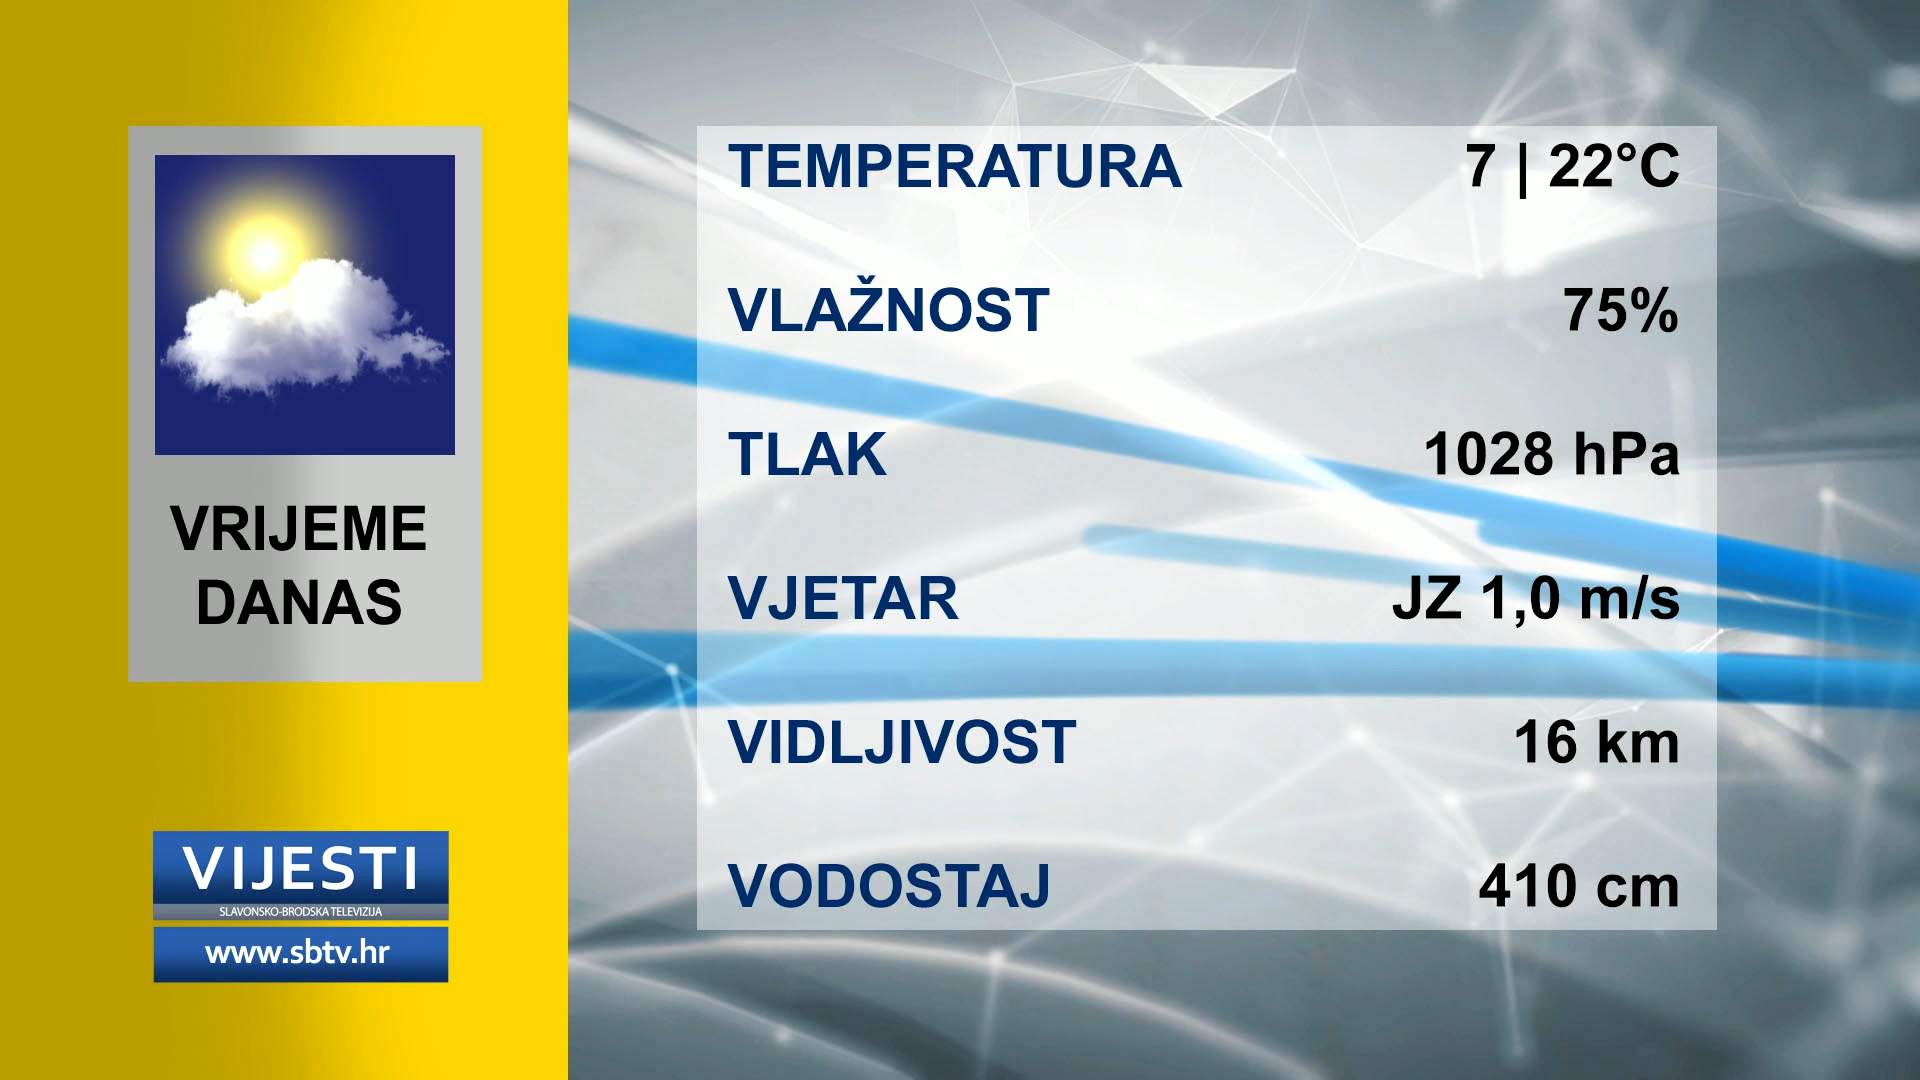 VRIJEME
DANAS
VIJESTI
SLAVONSKO-BRODSKA TELEVIZIJA
www.sbtv.hr
TEMPERATURA 7 | 22°C
VLAŽNOST 75%
TLAK 1028 hPa
VJETAR JZ 1,0 m/s
VIDLJIVOST 16 km
VODOSTAJ 410 cm